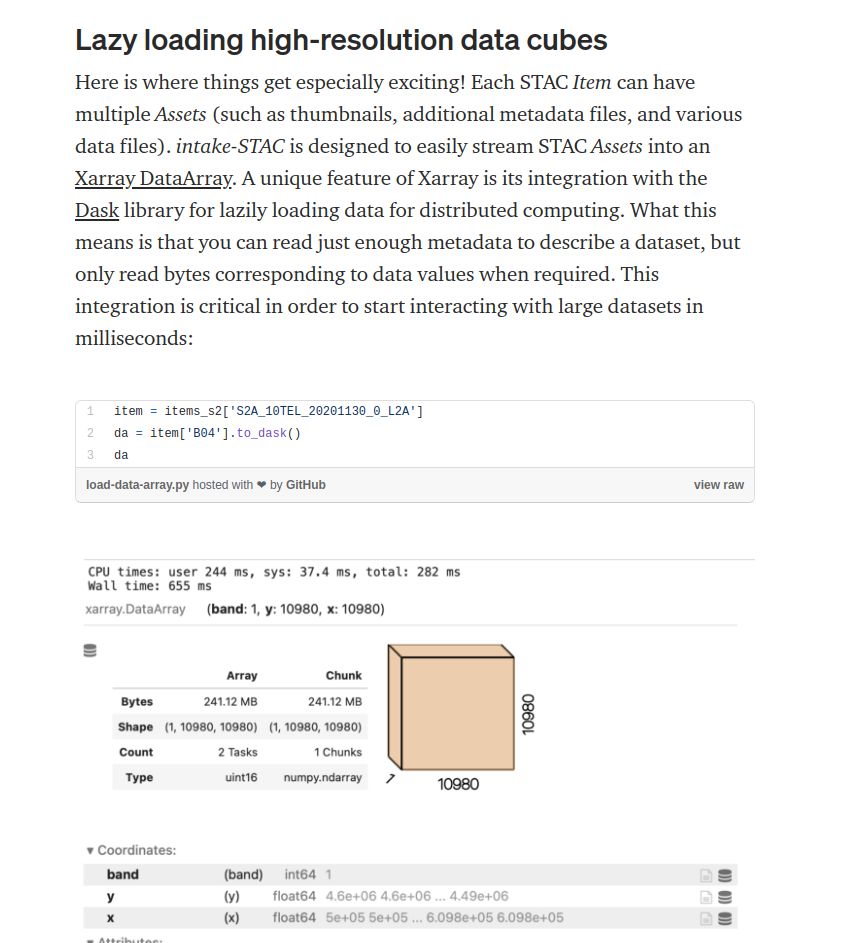 Lazy loading high-resolution data cubes
Here is where things get especially exciting! Each STAC Item can have
multiple Assets (such as thumbnails, additional metadata files, and various
data files). intake-STAC is designed to easily stream STAC Assets into an
Xarray DataArray. A unique feature of Xarray is its integration with the
Dask library for lazily loading data for distributed computing. What this
means is that you can read just enough metadata to describe a dataset, but
only read bytes corresponding to data values when required. This
integration is critical in order to start interacting with large datasets in
milliseconds:
1 item = items_s2['S2A_10TEL_20201130_0_L2A']
2 da = item['B04'].to_dask()
3 da
load-data-array.py hosted with ❤ by GitHub view raw
CPU times: user 244 ms, sys: 37.4 ms, total: 282 ms
Wall time: 655 ms
xarray.DataArray (band: 1, y: 10980, x: 10980)
Array Chunk
Bytes 241.12 MB 241.12 MB
Shape (1, 10980, 10980) (1, 10980, 10980)
Count 2 Tasks 1 Chunks
Type uint16 numpy.ndarray
10980
1
10980
▼ Coordinates:
band (band) int64 1
y (y) float64 4.6e+06 4.6e+06 ... 4.49e+06
x (x) float64 5e+05 5e+05 ... 6.098e+05 6.098e+05
▼ Attributes: